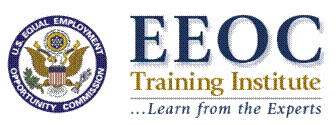 U.S. EQUAL EMPLOYMENT
OPPORTUNITY COMMISSION
EEOC
Training Institute
...Learn from the Experts